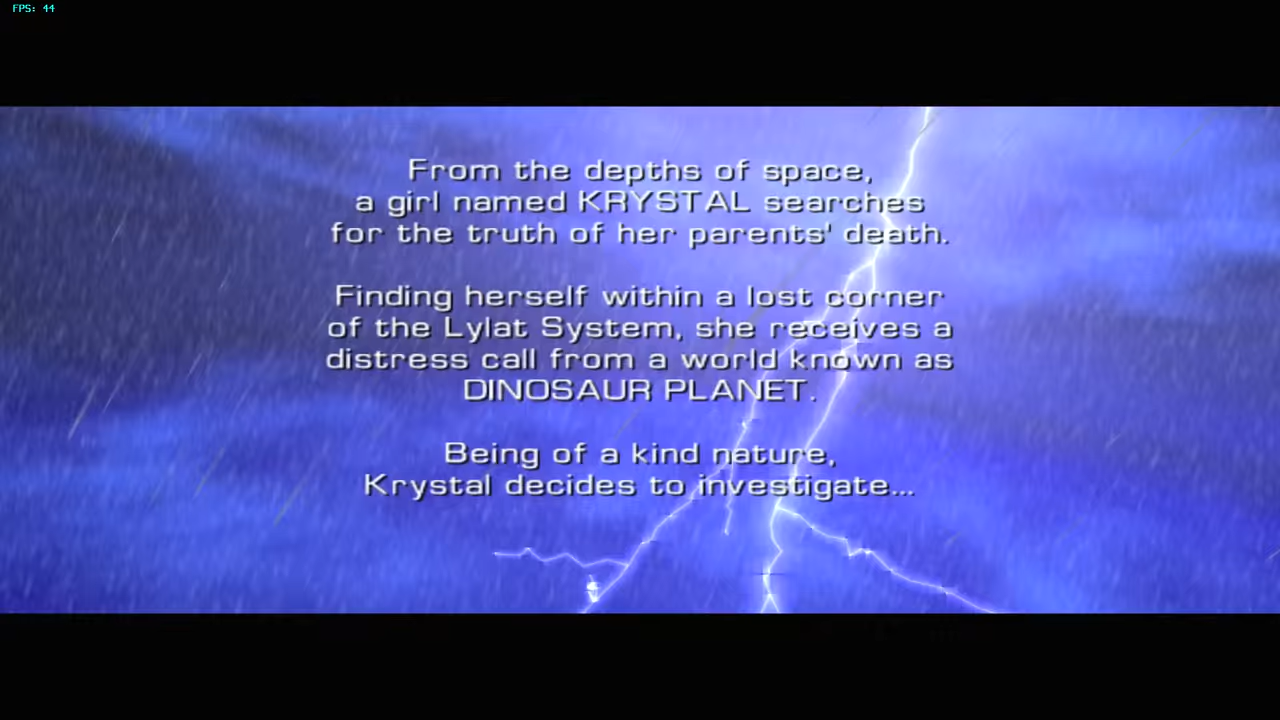 FPS: 44
From the depths of space,
a girl named KRYSTAL searches
for the truth of her parents' death.
Finding herself within a lost corner
of the Lylat System, she receives a
distress call from a world known as
DINOSAUR PLANET.
Being of a kind nature,
Krystal decides to investigate...